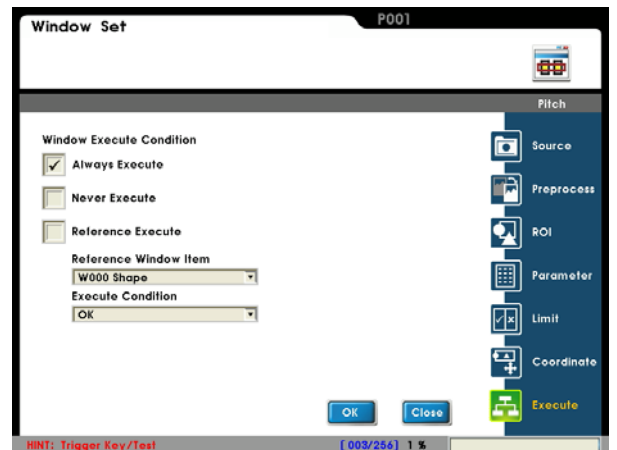 Window Set
P001
Pitch
Window Execute Condition
Always Execute
Never Execute
Reference Execute
Reference Window Item
W000 Shape
Execute Condition
OK
Source
Preprocess
ROI
Parameter
Limit
Coordinate
Execute
OK
Close
HINT: Trigger Key/Test
[003/256] 1 %